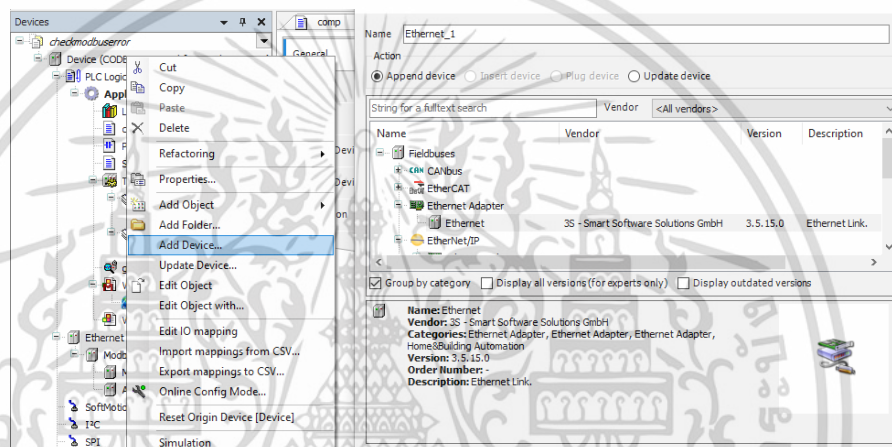 Devices
checkmodbuserror
Device (CODE
PLC Logic
Appl
Ethernet
Modb
SoftMotio
I²C
SPI
Cut
Copy
Paste
Delete
Refactoring
Properties...
Add Object
Add Folder...
Add Device...
Update Device...
Edit Object
Edit Object with...
Edit IO mapping
Import mappings from CSV...
Export mappings to CSV...
Online Config Mode...
Reset Origin Device [Device]
Simulation
comp
General
Devi
Devi
on
Name Ethernet_1
Action
Append device Insert device Plug device Update device
String for a fulltext search Vendor <All vendors>
Name Vendor Version Description
Fieldbuses
CAN CANbus
EtherCAT
Ethernet Adapter
Ethernet 3S - Smart Software Solutions GmbH 3.5.15.0 Ethernet Link.
EtherNet/IP
Group by category Display all versions (for experts only) Display outdated versions
Name: Ethernet
Vendor: 3S - Smart Software Solutions GmbH
Categories: Ethernet Adapter, Ethernet Adapter, Ethernet Adapter,
Home&Building Automation
Version: 3.5.15.0
Order Number: -
Description: Ethernet Link.